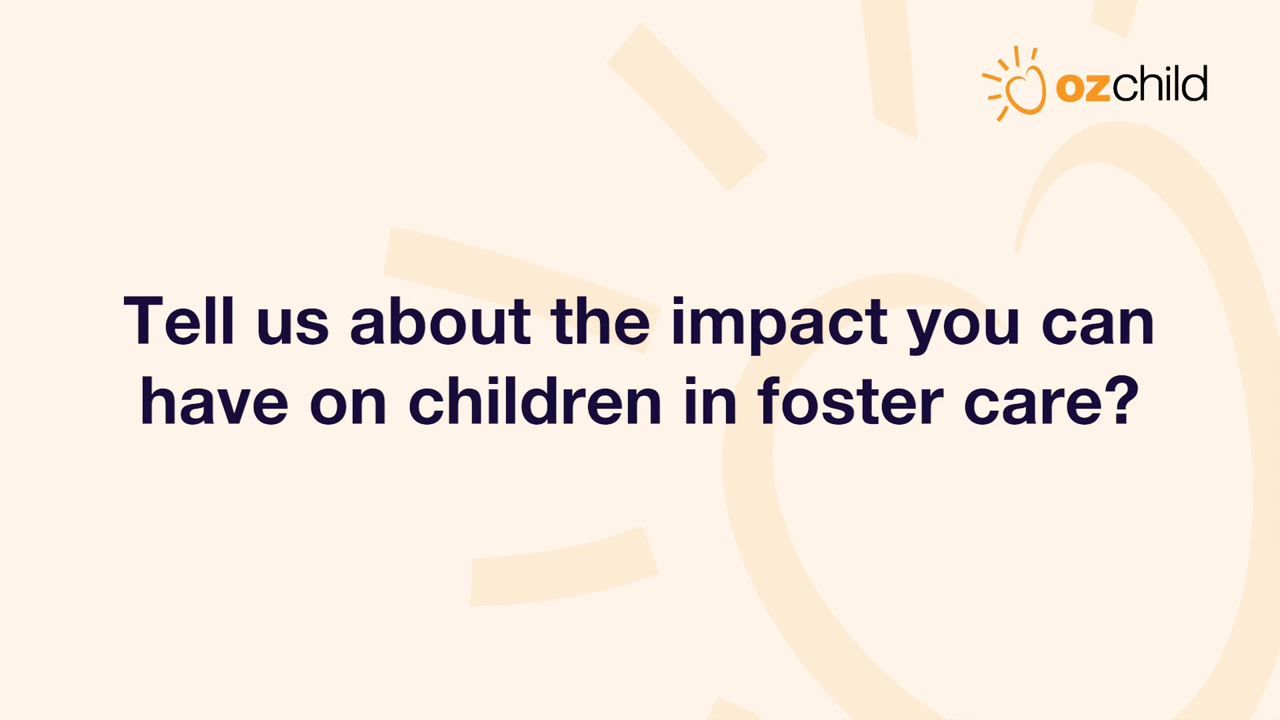 ozchild
Tell us about the impact you can
have on children in foster care?